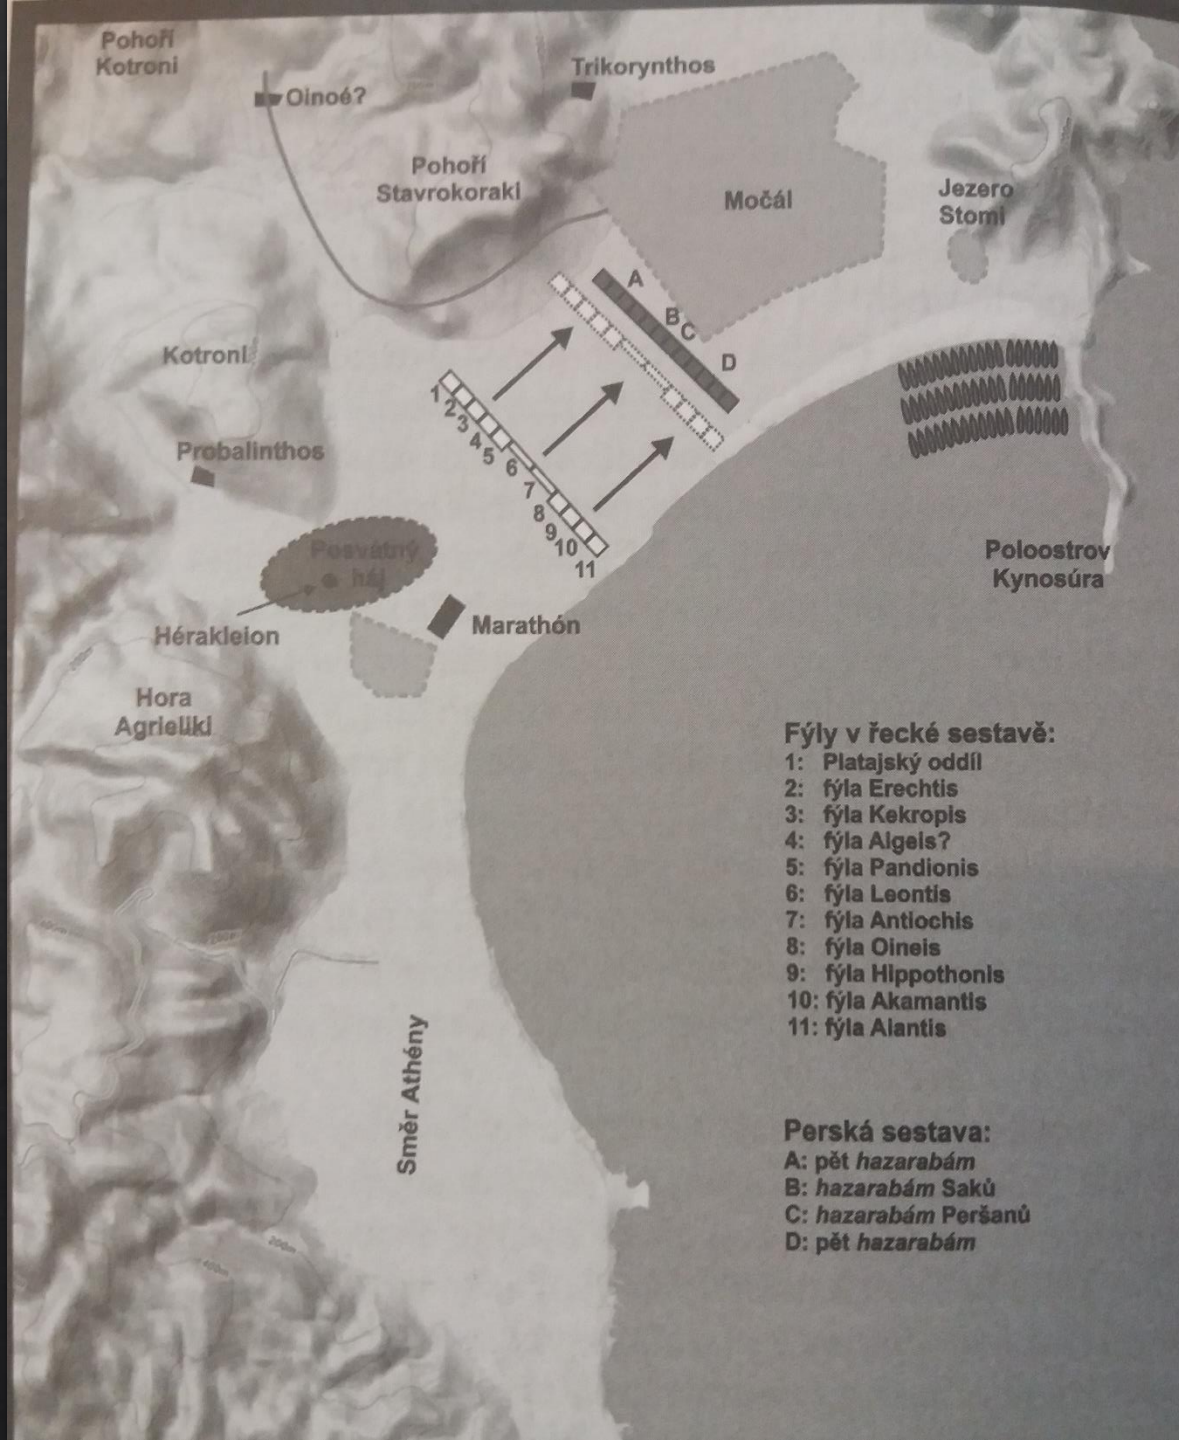 Pohoří
Kotroni
Oinoé?
Trikorynthos
Pohoří
Stavrokoraki
Močál
Jezero
Stomi
A
B
C
D
Kotroni
1
2
3
4
5
6
7
8
9
10
11
Probalinthos
Posvátný
háj
Hérakleion
Marathón
Poloostrov
Kynosúra
Hora
Agrieliki
200m
Směr Athény
Fýly v řecké sestavě:
1: Platajský oddíl
2: fýla Erechtis
3: fýla Kekropis
4: fýla Aigeis?
5: fýla Pandionis
6: fýla Leontis
7: fýla Antiochis
8: fýla Oineis
9: fýla Hippothonis
10: fýla Akamantis
11: fýla Aiantis
Perská sestava:
A: pět hazarabám
B: hazarabám Saků
C: hazarabám Peršanů
D: pět hazarabám
200m
400m